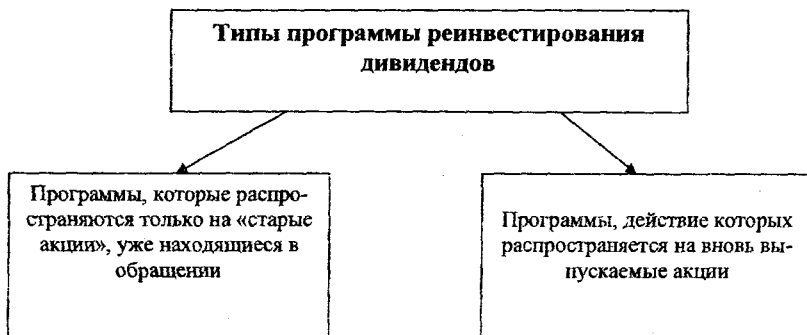 Типы программы реинвестирования
дивидендов
Программы, которые распро-
страняются только на «старые
акции», уже находящиеся в
обращении
Программы, действие которых
распространяется на вновь вы-
пускаемые акции